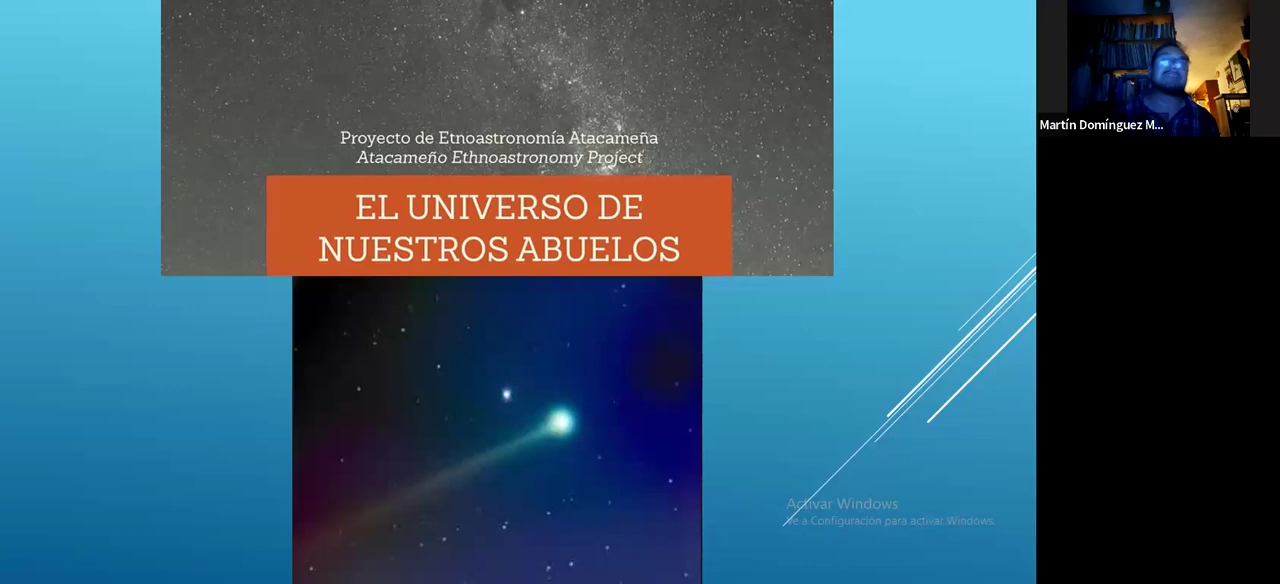 Proyecto de Etnoastronomía Atacameña
Atacameño Ethnoastronomy Project
EL UNIVERSO DE
NUESTROS ABUELOS
Martín Domínguez M...
Activar Windows
Ve a Configuración para activar Windows.